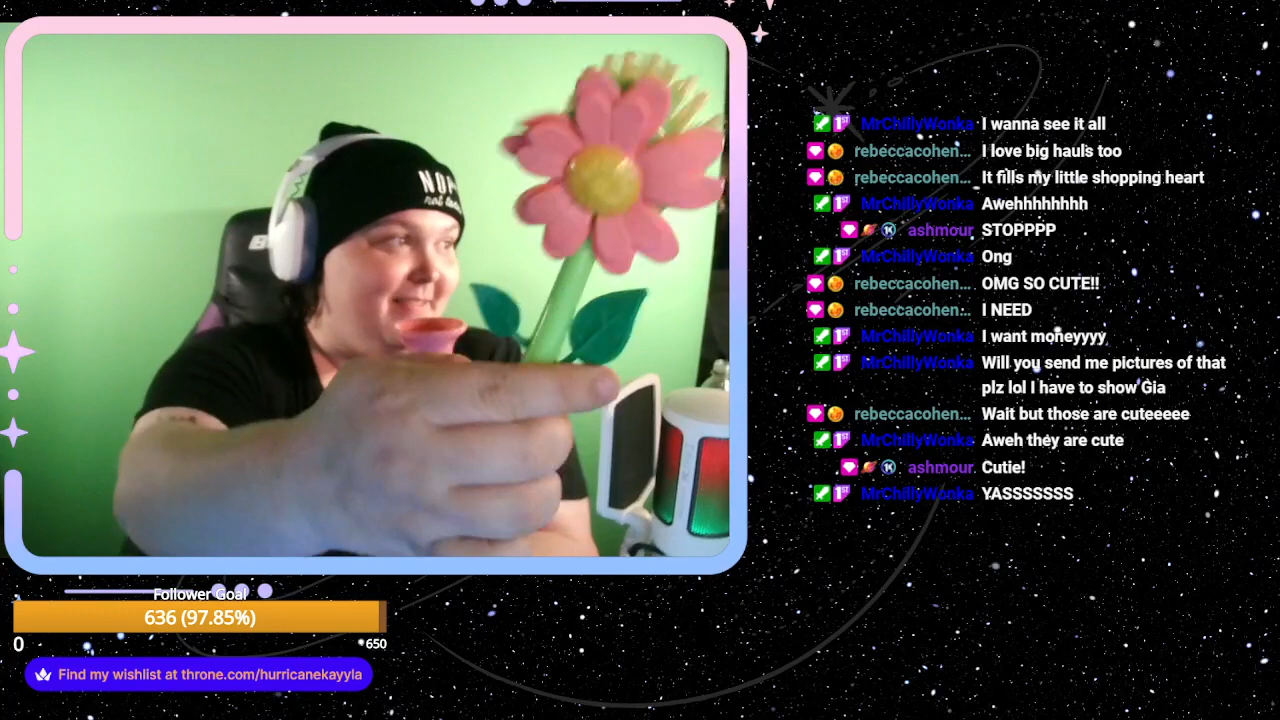 NOPE
MrChillyWonka I wanna see it all
rebeccacohen... I love big hauls too
rebeccacohen... It fills my little shopping heart
MrChillyWonka Awehhhhhhh
ashmour STOPPPP
MrChillyWonka Ong
rebeccacohen... OMG SO CUTE!!
rebeccacohen... I NEED
MrChillyWonka I want moneyyyy
MrChillyWonka Will you send me pictures of that
plz lol I have to show Gia
rebeccacohen... Wait but those are cuteeeee
MrChillyWonka Aweh they are cute
ashmour Cutie!
MrChillyWonka YASSSSSSS
Follower Goal
636 (97.85%)
0 650
Find my wishlist at throne.com/hurricanekayyla